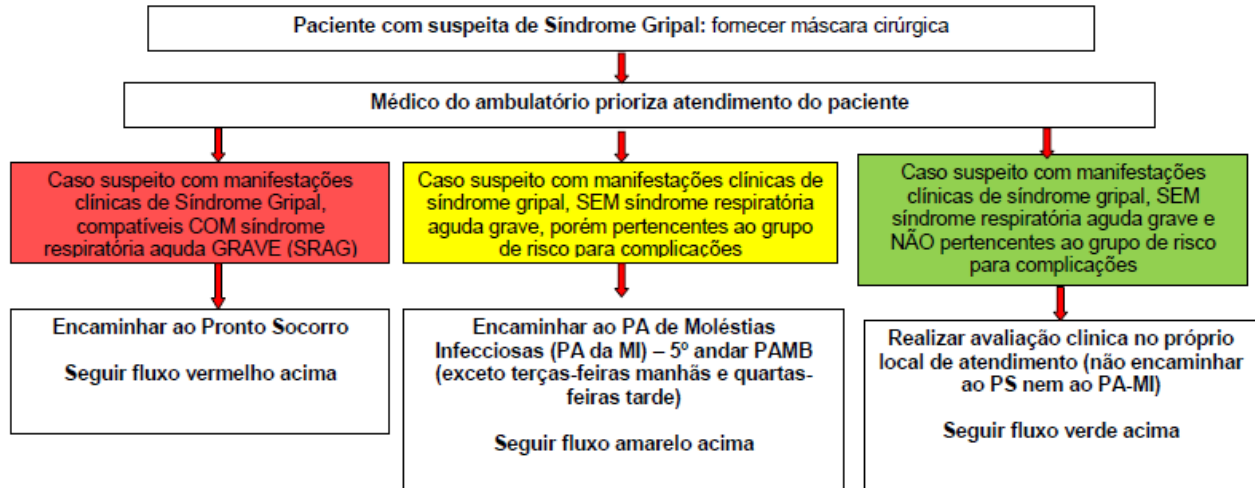 Paciente com suspeita de Síndrome Gripal: fornecer máscara cirúrgica
Médico do ambulatório prioriza atendimento do paciente
Caso suspeito com manifestações
clínicas de Síndrome Gripal,
compatíveis COM síndrome
respiratória aguda GRAVE (SRAG)
Caso suspeito com manifestações clínicas de
síndrome gripal, SEM síndrome respiratória
aguda grave, porém pertencentes ao grupo
de risco para complicações
Caso suspeito com manifestações
clínicas de síndrome gripal, SEM
síndrome respiratória aguda grave e
NÃO pertencentes ao grupo de risco
para complicações
Encaminhar ao Pronto Socorro
Seguir fluxo vermelho acima
Encaminhar ao PA de Moléstias
Infecciosas (PA da MI) – 5º andar PAMB
(exceto terças-feiras manhãs e quartas-
feiras tarde)
Seguir fluxo amarelo acima
Realizar avaliação clinica no próprio
local de atendimento (não encaminhar
ao PS nem ao PA-MI)
Seguir fluxo verde acima